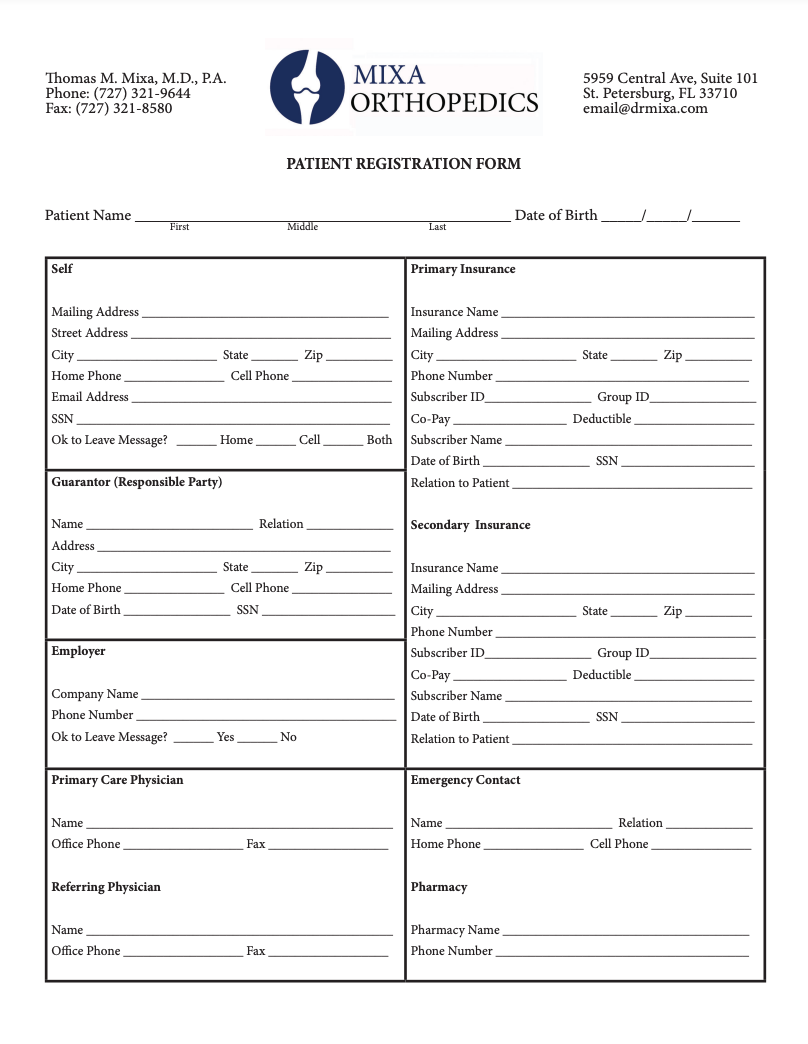 Thomas M. Mixa, M.D., P.A.
Phone: (727) 321-9644
Fax: (727) 321-8580
MIXA
ORTHOPEDICS
5959 Central Ave, Suite 101
St. Petersburg, FL 33710
email@drmixa.com
PATIENT REGISTRATION FORM
Patient Name ______ Date of Birth _____/_____/______
First Middle Last
Self
Mailing Address ______
Street Address ______
City ______ State ______ Zip ______
Home Phone ______ Cell Phone ______
Email Address ______
SSN ______
Ok to Leave Message? ______ Home ______ Cell ______ Both
Guarantor (Responsible Party)
Name ______ Relation ______
Address ______
City ______ State ______ Zip ______
Home Phone ______ Cell Phone ______
Date of Birth ______ SSN ______
Employer
Company Name ______
Phone Number ______
Ok to Leave Message? ______ Yes ______ No
Primary Insurance
Insurance Name ______
Mailing Address ______
City ______ State ______ Zip ______
Phone Number ______
Subscriber ID______ Group ID______
Co-Pay ______ Deductible ______
Subscriber Name ______
Date of Birth ______ SSN ______
Relation to Patient ______
Secondary Insurance
Insurance Name ______
Mailing Address ______
City ______ State ______ Zip ______
Phone Number ______
Subscriber ID______ Group ID______
Co-Pay ______ Deductible ______
Subscriber Name ______
Date of Birth ______ SSN ______
Relation to Patient ______
Primary Care Physician
Name ______
Office Phone ______ Fax ______
Referring Physician
Name ______
Office Phone ______ Fax ______
Emergency Contact
Name ______ Relation ______
Home Phone ______ Cell Phone ______
Pharmacy
Pharmacy Name ______
Phone Number ______